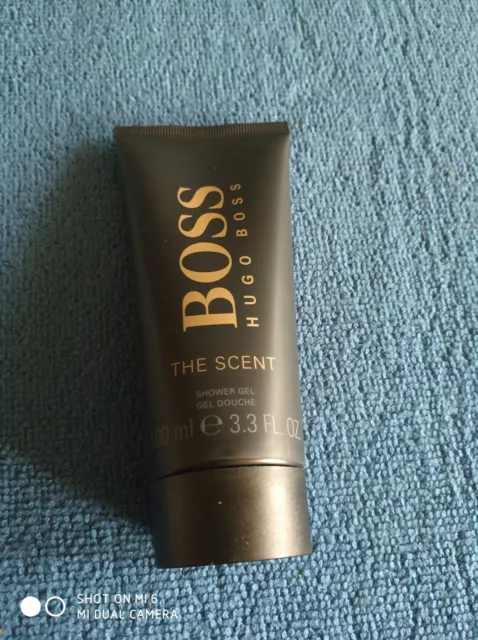 BOSS
HUGO BOSS
THE SCENT
SHOWER GEL
GEL DOUCHE
100 ml e 3.3 FL. OZ
SHOT ON MI 6
MI DUAL CAMERA